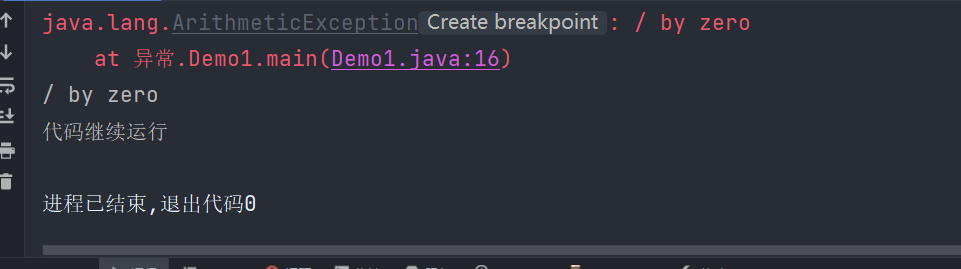 java.lang.ArithmeticException Create breakpoint : / by zero
at 异常.Demo1.main(Demo1.java:16)
/ by zero
代码继续运行
进程已结束,退出代码0